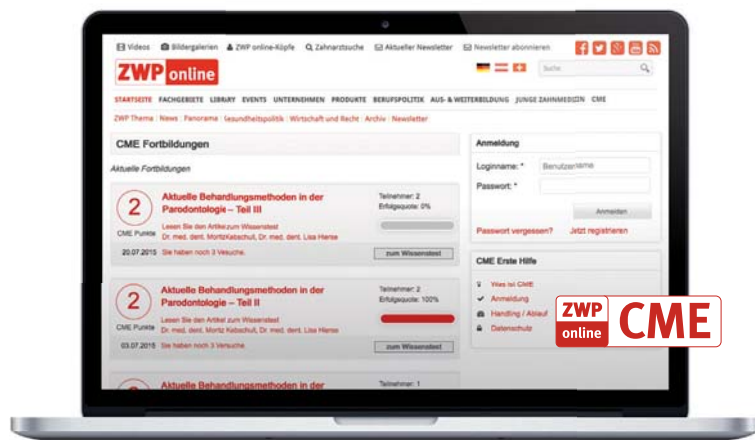 Videos Bildergalerien ZWP online-Köpfe Zahnarztsuche Aktueller Newsletter Newsletter abonnieren
ZWP online
Suche
STARTSEITE FACHGEBIETE LIBRARY EVENTS UNTERNEHMEN PRODUKTE BERUFSPOLITIK AUS- & WEITERBILDUNG JUNGE ZAHNMEDIZIN CME
ZWP Thema News Panorama Gesundheitspolitik Wirtschaft und Recht Archiv Newsletter
CME Fortbildungen
Aktuelle Fortbildungen
2
CME Punkte
Aktuelle Behandlungsmethoden in der
Parodontologie – Teil III
Lesen Sie den Artikel zum Wissenstest
Dr. med. dent. Moritz Kebschull, Dr. med. dent. Lisa Hierse
Teilnehmer: 2
Erfolgsquote: 0%
20.07.2015 Sie haben noch 3 Versuche.
zum Wissenstest
2
CME Punkte
Aktuelle Behandlungsmethoden in der
Parodontologie – Teil II
Lesen Sie den Artikel zum Wissenstest
Dr. med. dent. Moritz Kebschull, Dr. med. dent. Lisa Hierse
Teilnehmer: 2
Erfolgsquote: 100%
03.07.2015 Sie haben noch 3 Versuche.
zum Wissenstest
2
Aktuelle Behandlungsmethoden in der
Teilnehmer: 1
Anmeldung
Loginname: * Benutzername
Passwort: *
Anmelden
Passwort vergessen? Jetzt registrieren
CME Erste Hilfe
Was ist CME
Anmeldung
Handling / Ablauf
Datenschutz
ZWP online CME